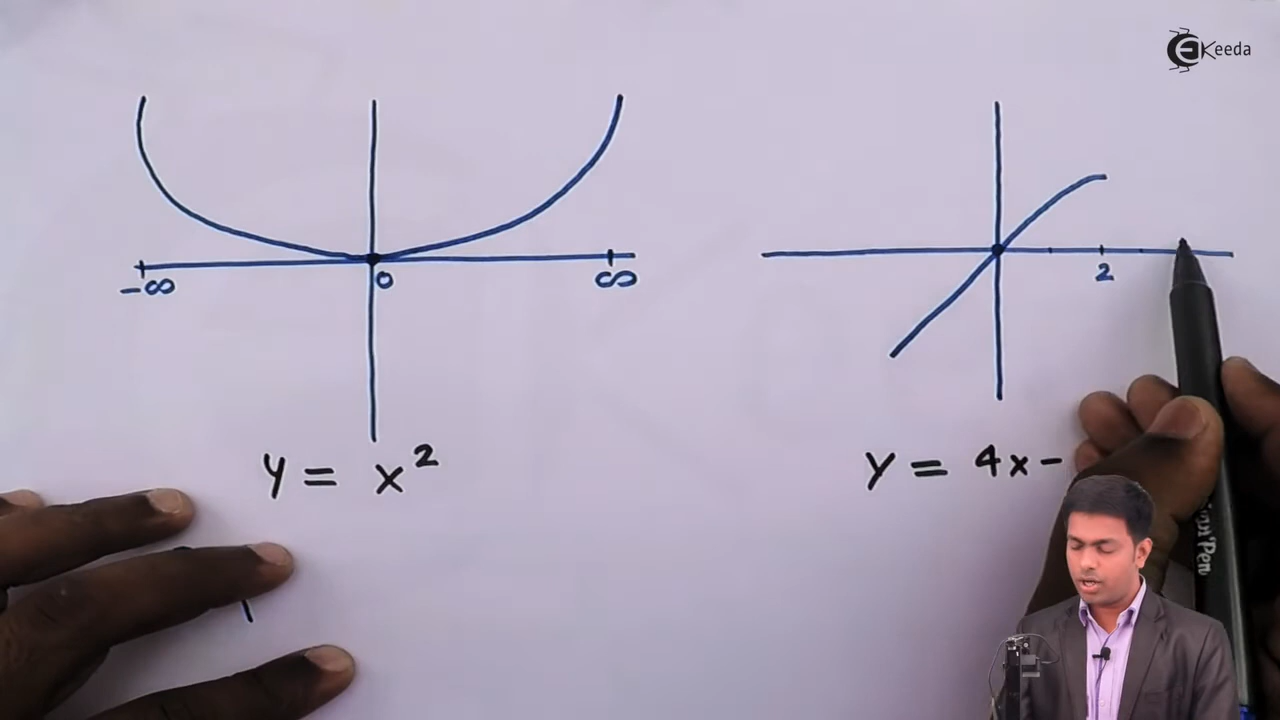 Keeda
-∞ 0 ∞
2
y = x²
y = 4x-